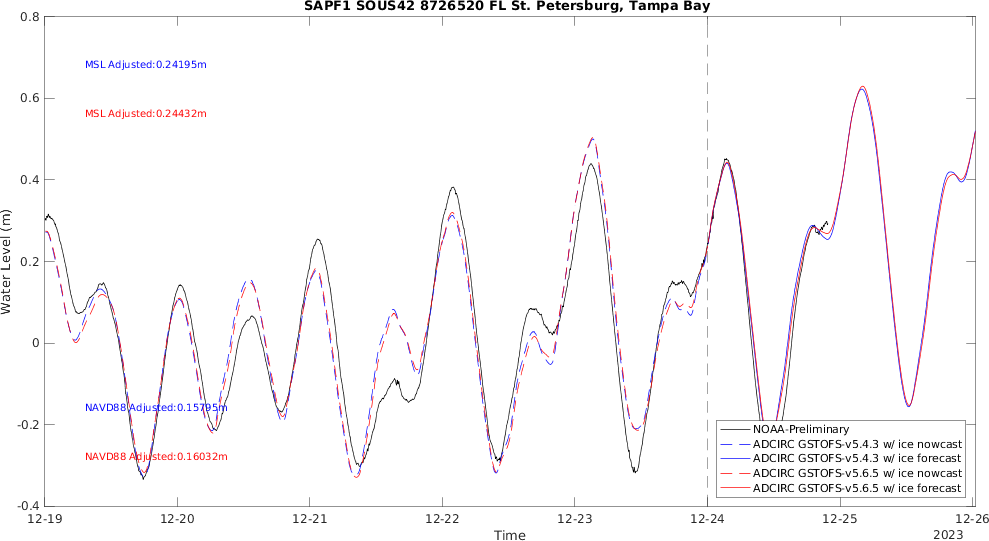 SAPF1 SOUS42 8726520 FL St. Petersburg, Tampa Bay
0.8
0.6
0.4
0.2
0
-0.2
-0.4
Water Level (m)
MSL Adjusted:0.24195m
MSL Adjusted:0.24432m
NAVD88 Adjusted:0.15795m
NAVD88 Adjusted:0.16032m
NOAA-Preliminary
ADCIRC GSTOFS-v5.4.3 w/ ice nowcast
ADCIRC GSTOFS-v5.4.3 w/ ice forecast
ADCIRC GSTOFS-v5.6.5 w/ ice nowcast
ADCIRC GSTOFS-v5.6.5 w/ ice forecast
12-19 12-20 12-21 12-22 12-23 12-24 12-25 12-26
Time
2023